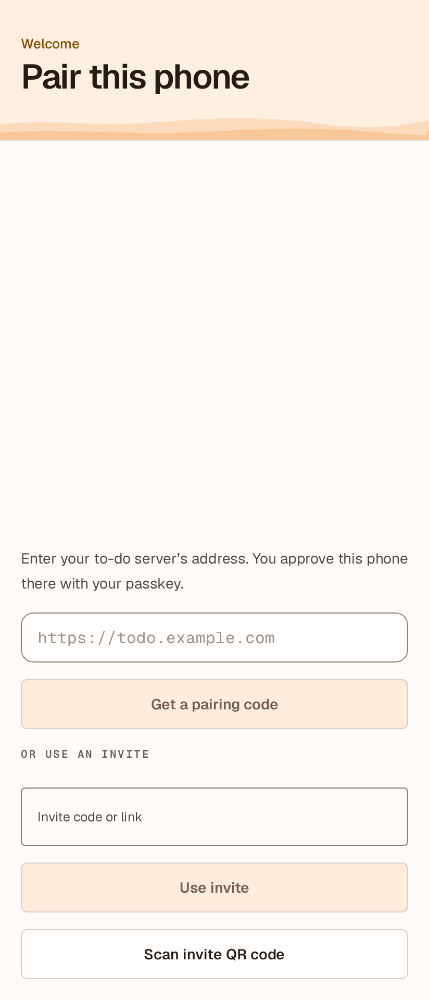 Welcome
Pair this phone
Enter your to-do server’s address. You approve this phone
there with your passkey.
https://todo.example.com
Get a pairing code
OR USE AN INVITE
Invite code or link
Use invite
Scan invite QR code